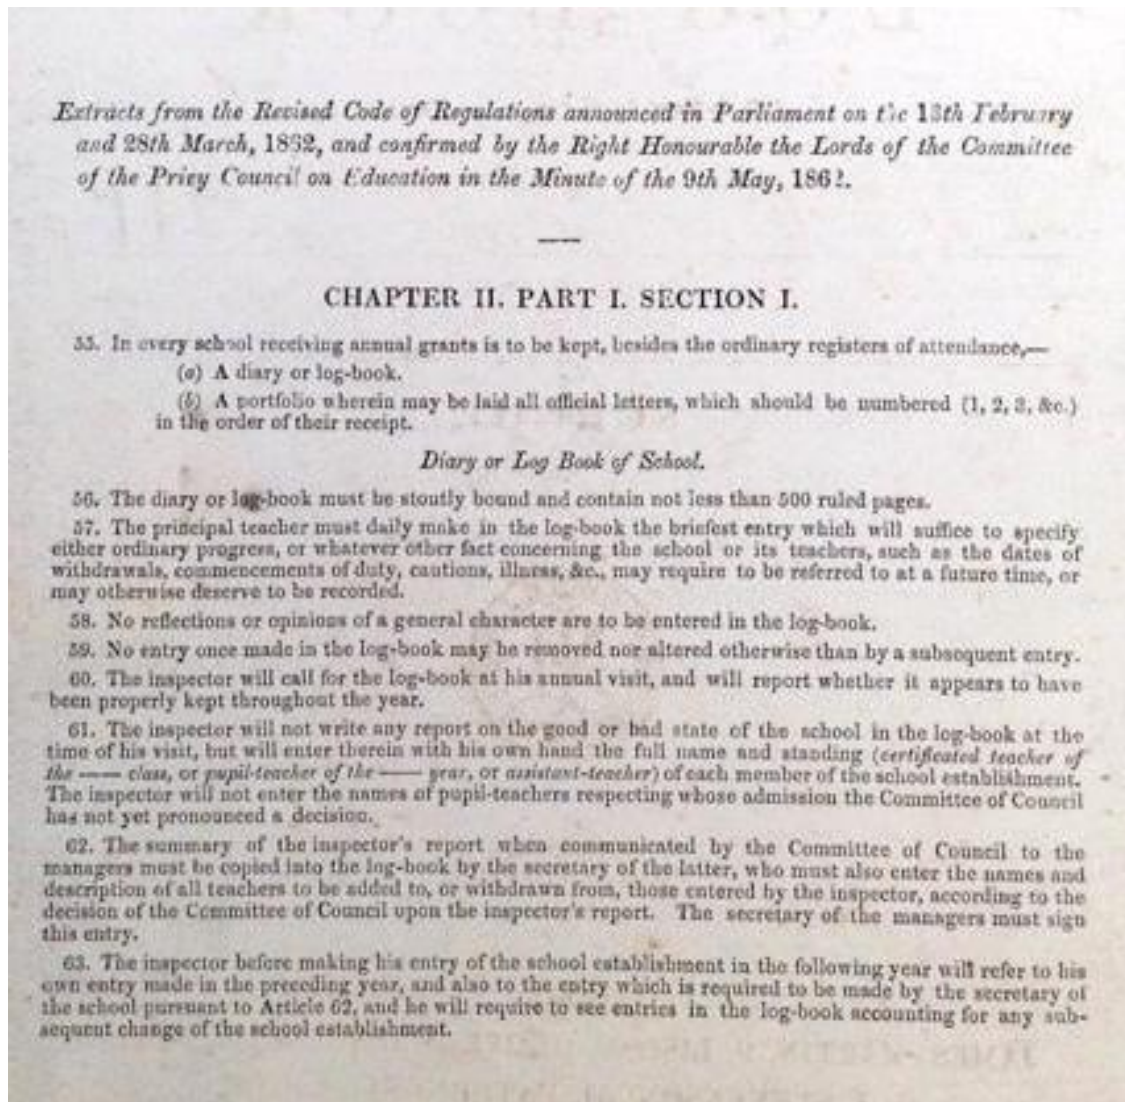 Extracts from the Revised Code of Regulations announced in Parliament on the 13th February
and 28th March, 1862, and confirmed by the Right Honourable the Lords of the Committee
of the Privy Council on Education in the Minute of the 9th May, 1862.
CHAPTER II. PART I. SECTION I.
55. In every school receiving annual grants is to be kept, besides the ordinary registers of attendance,—
(a) A diary or log-book.
(b) A portfolio wherein may be laid all official letters, which should be numbered (1, 2, 3, &c.)
in the order of their receipt.
Diary or Log Book of School.
56. The diary or log-book must be stoutly bound and contain not less than 500 ruled pages.
57. The principal teacher must daily make in the log-book the briefest entry which will suffice to specify
either ordinary progress, or whatever other fact concerning the school or its teachers, such as the dates of
withdrawals, commencements of duty, cautions, illness, &c., may require to be referred to at a future time, or
may otherwise deserve to be recorded.
58. No reflections or opinions of a general character are to be entered in the log-book.
59. No entry once made in the log-book may be removed nor altered otherwise than by a subsequent entry.
60. The inspector will call for the log-book at his annual visit, and will report whether it appears to have
been properly kept throughout the year.
61. The inspector will not write any report on the good or bad state of the school in the log-book at the
time of his visit, but will enter therein with his own hand the full name and standing (certificated teacher of
the —— class, or pupil-teacher of the —— year, or assistant-teacher) of each member of the school establishment.
The inspector will not enter the names of pupil-teachers respecting whose admission the Committee of Council
has not yet pronounced a decision.
62. The summary of the inspector's report when communicated by the Committee of Council to the
managers must be copied into the log-book by the secretary of the latter, who must also enter the names and
description of all teachers to be added to, or withdrawn from, those entered by the inspector, according to the
decision of the Committee of Council upon the inspector's report. The secretary of the managers must sign
this entry.
63. The inspector before making his entry of the school establishment in the following year will refer to his
own entry made in the preceding year, and also to the entry which is required to be made by the secretary of
the school pursuant to Article 62, and he will require to see entries in the log-book accounting for any sub-
sequent change of the school establishment.